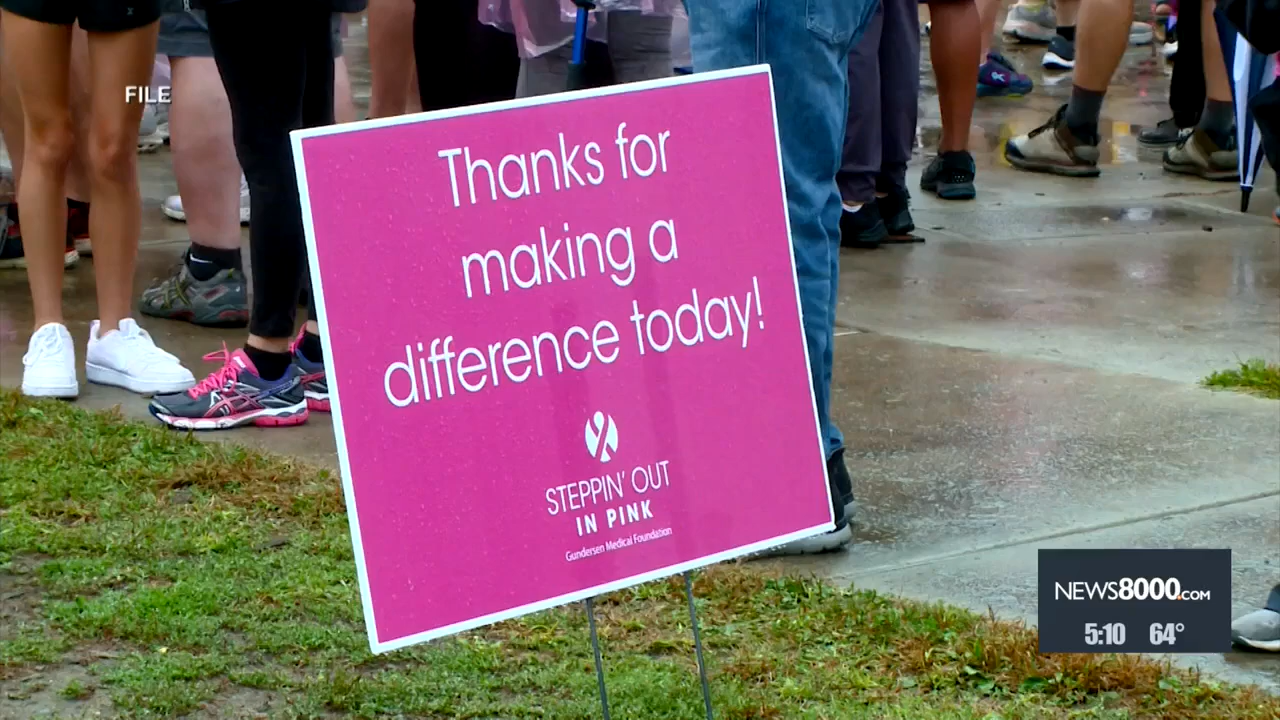 FILE
Thanks for
making a
difference today!
STEPPIN' OUT
IN PINK
Gundersen Medical Foundation
NEWS8000.COM
5:10 64°